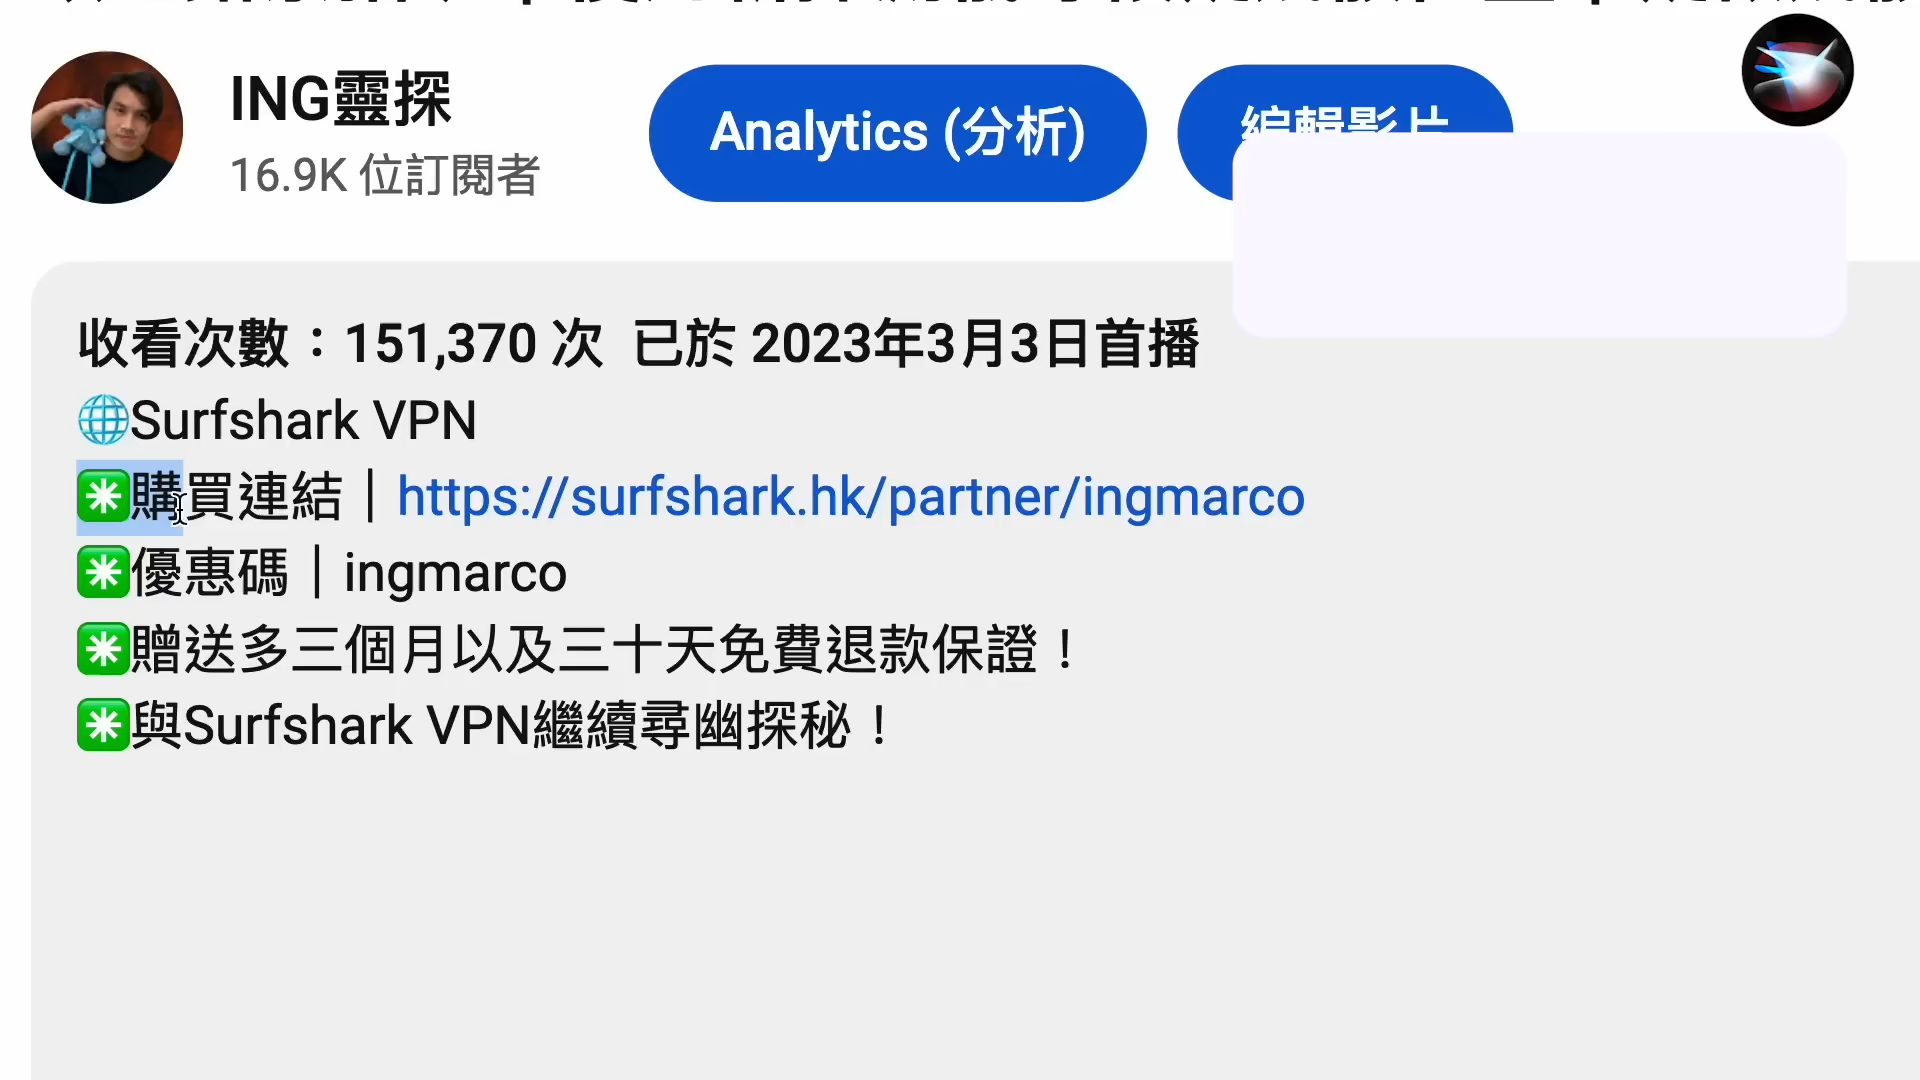 ING靈探
16.9K 位訂閱者
Analytics (分析)
編輯影片
收看次數：151,370 次 已於 2023年3月3日首播
🌐Surfshark VPN
✳️購買連結｜https://surfshark.hk/partner/ingmarco
✳️優惠碼｜ingmarco
✳️贈送多三個月以及三十天免費退款保證！
✳️與Surfshark VPN繼續尋幽探秘！